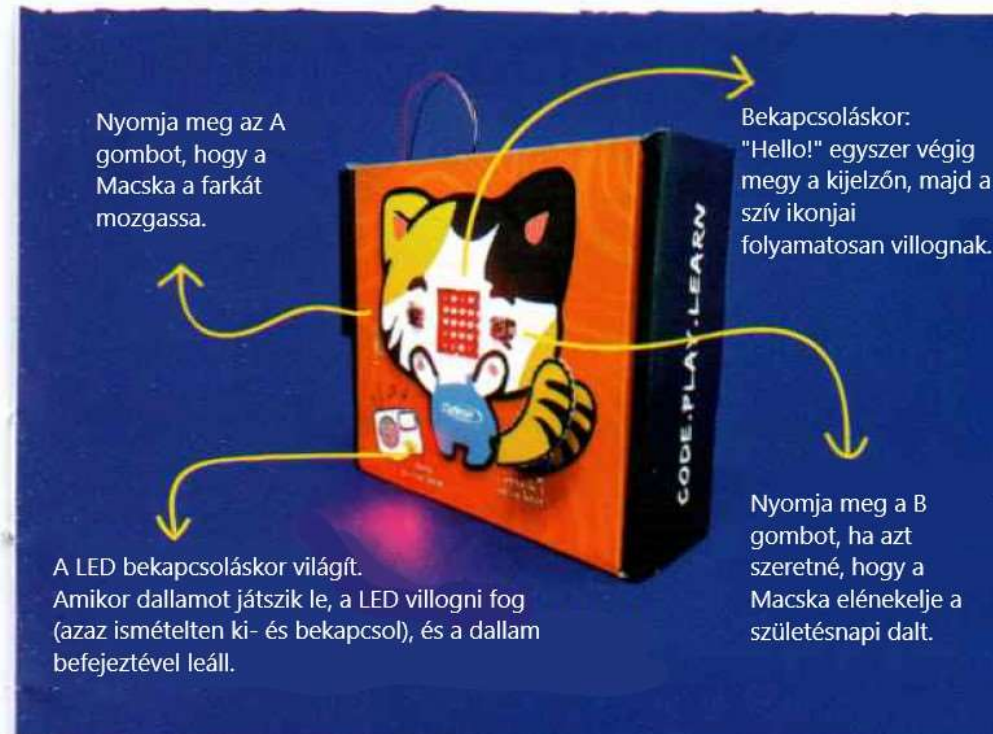 Nyomja meg az A
gombot, hogy a
Macska a farkát
mozgassa.
Bekapcsoláskor:
"Hello!" egyszer végig
megy a kijelzőn, majd a
szív ikonjai
folyamatosan villognak.
CODE.PLAY.LEARN
Nyomja meg a B
gombot, ha azt
szeretné, hogy a
Macska elénekelje a
születésnapi dalt.
A LED bekapcsoláskor világít.
Amikor dallamot játszik le, a LED villogni fog
(azaz ismételten ki- és bekapcsol), és a dallam
befejeztével leáll.